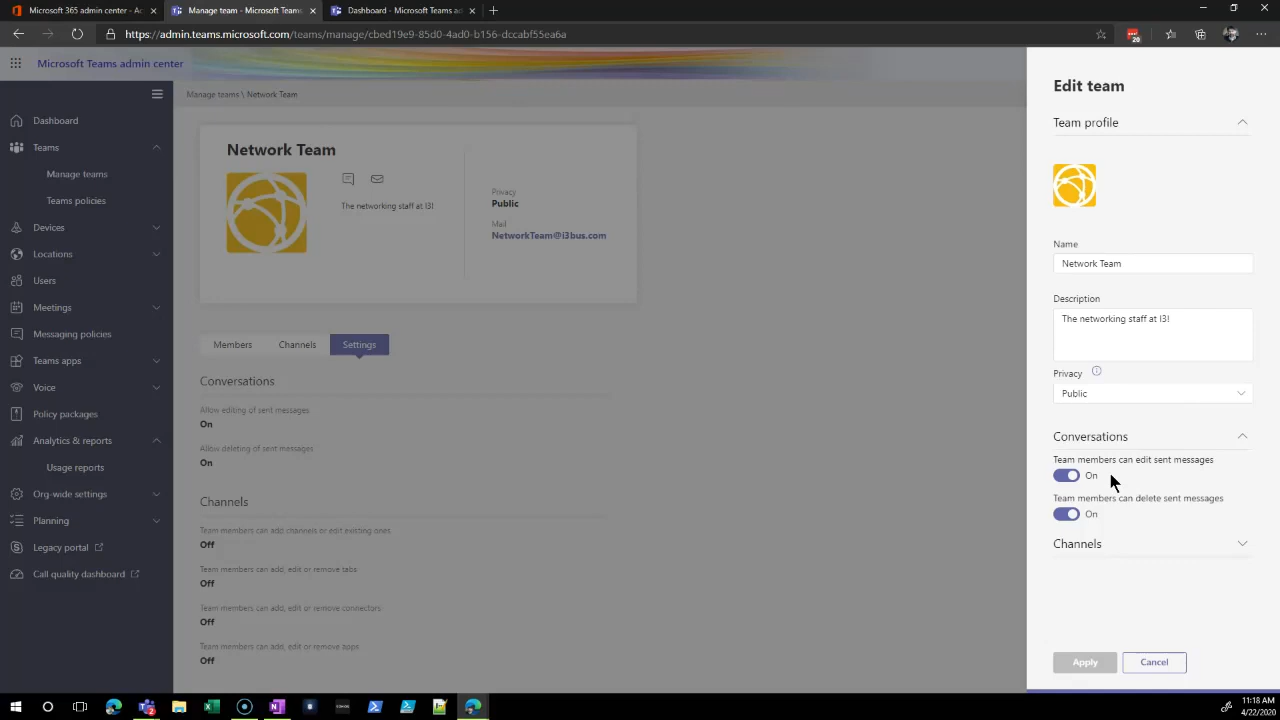 Microsoft 365 admin center - Ac
Manage team - Microsoft Teams
Dashboard - Microsoft Teams ad
https://admin.teams.microsoft.com/teams/manage/cbed19e9-85d0-4ad0-b156-dccabf55ea6a
20
Microsoft Teams admin center
Manage teams \ Network Team
Dashboard
Teams
Manage teams
Teams policies
Devices
Locations
Users
Meetings
Messaging policies
Teams apps
Voice
Policy packages
Analytics & reports
Usage reports
Org-wide settings
Planning
Legacy portal
Call quality dashboard
Network Team
The networking staff at I3!
Privacy
Public
Mail
NetworkTeam@i3bus.com
Members
Channels
Settings
Conversations
Allow editing of sent messages
On
Allow deleting of sent messages
On
Channels
Team members can add channels or edit existing ones
Off
Team members can add, edit or remove tabs
Off
Team members can add, edit or remove connectors
Off
Team members can add, edit or remove apps
Off
Edit team
Team profile
Name
Network Team
Description
The networking staff at I3!
Privacy
Public
Conversations
Team members can edit sent messages
On
Team members can delete sent messages
On
Channels
Apply
Cancel
11:18 AM
4/22/2020